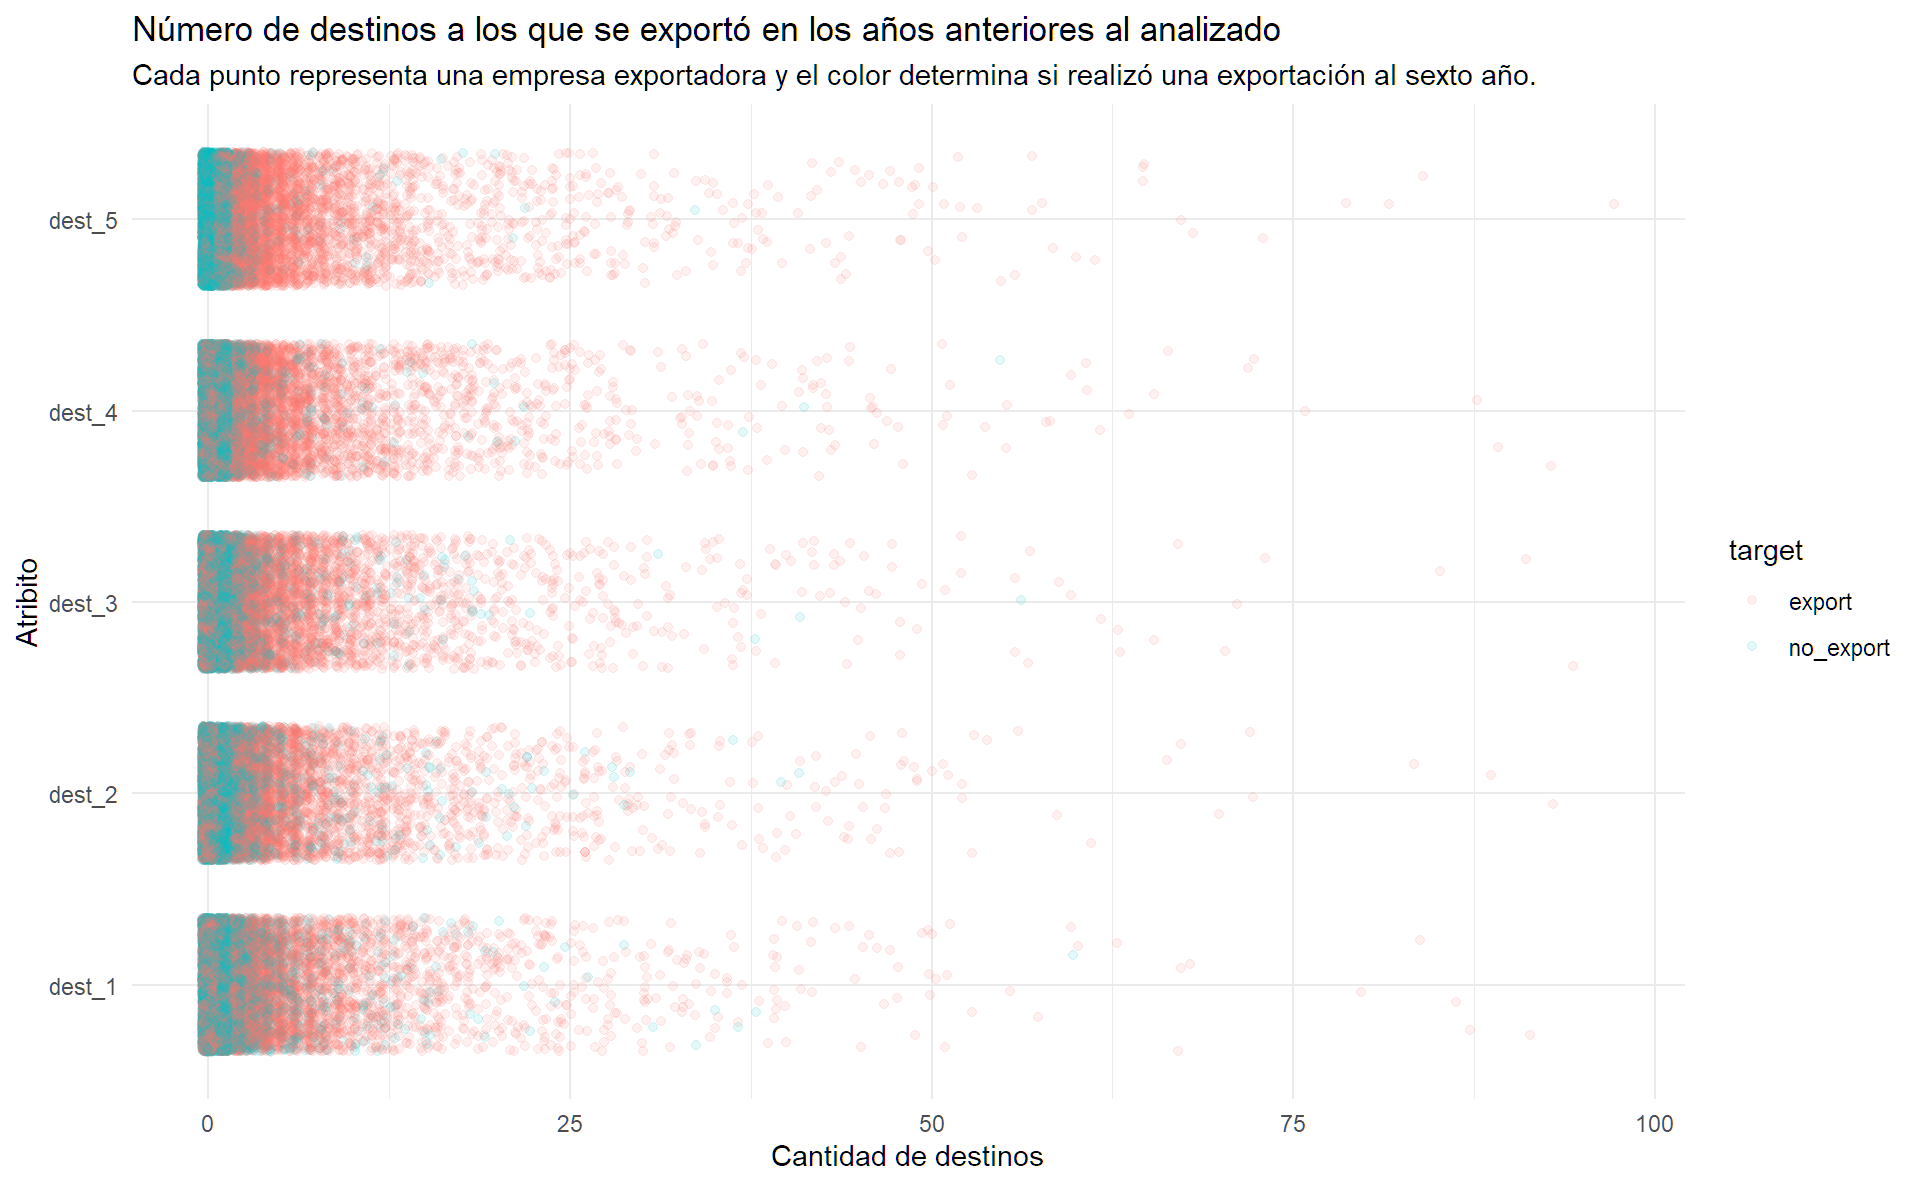 Número de destinos a los que se exportó en los años anteriores al analizado
Cada punto representa una empresa exportadora y el color determina si realizó una exportación al sexto año.
dest_5
dest_4
dest_3
dest_2
dest_1
Atribito
0
25
50
75
100
Cantidad de destinos
target
export
no_export